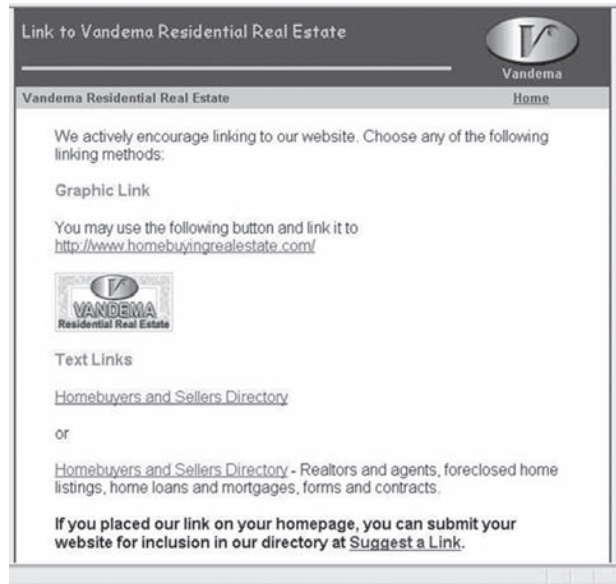 Link to Vandema Residential Real Estate
V
Vandema
Vandema Residential Real Estate Home
We actively encourage linking to our website. Choose any of the following
linking methods:
Graphic Link
You may use the following button and link it to
http://www.homebuyingrealestate.com/
V
VANDEMA
Residential Real Estate
Text Links
Homebuyers and Sellers Directory
or
Homebuyers and Sellers Directory - Realtors and agents, foreclosed home
listings, home loans and mortgages, forms and contracts.
If you placed our link on your homepage, you can submit your
website for inclusion in our directory at Suggest a Link.